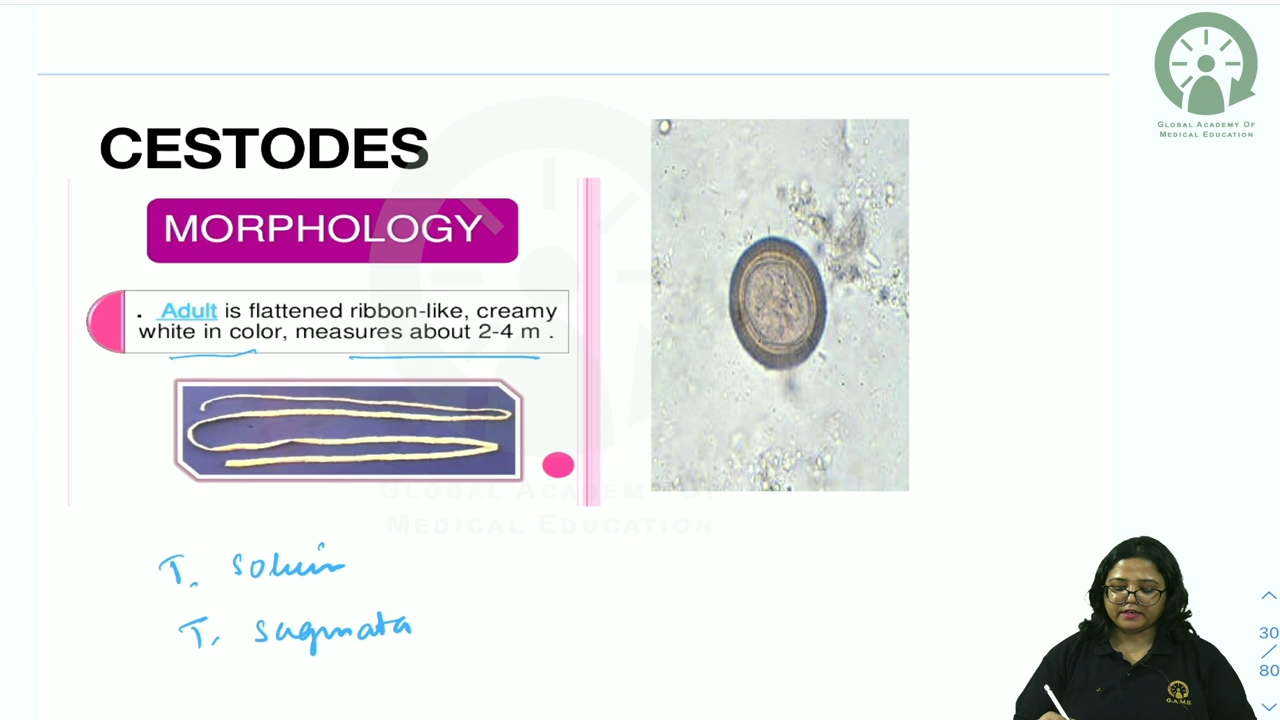 GLOBAL ACADEMY OF
MEDICAL EDUCATION
CESTODES
MORPHOLOGY
. Adult is flattened ribbon-like, creamy
white in color, measures about 2-4 m .
GLOBAL ACADEMY OF
MEDICAL EDUCATION
T. solium
T. saginata
G.A.M.E
30
/
80